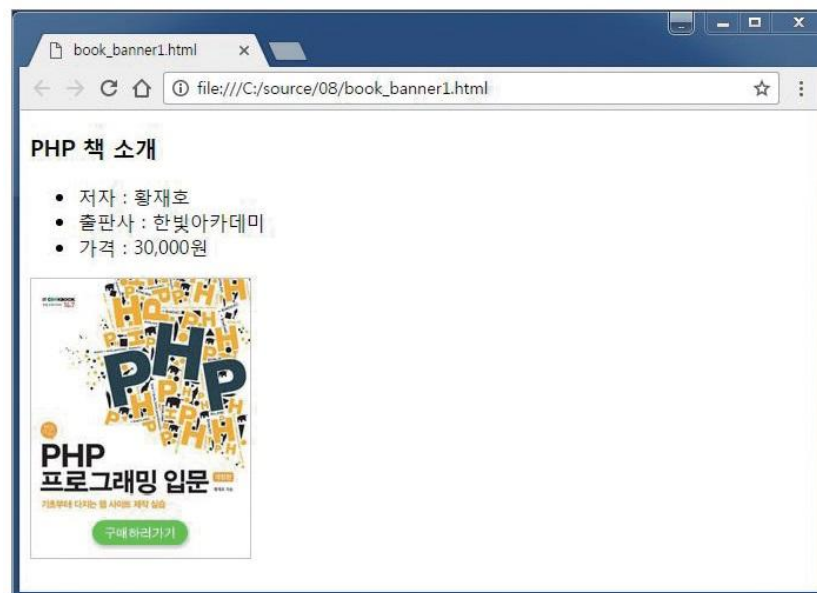 book_banner1.html
file:///C:/source/08/book_banner1.html
PHP 책 소개
저자 : 황재호
출판사 : 한빛아카데미
가격 : 30,000원
PHP
PHP
프로그래밍 입문
기초부터 다지는 웹 사이트 제작 실습
구매하러가기